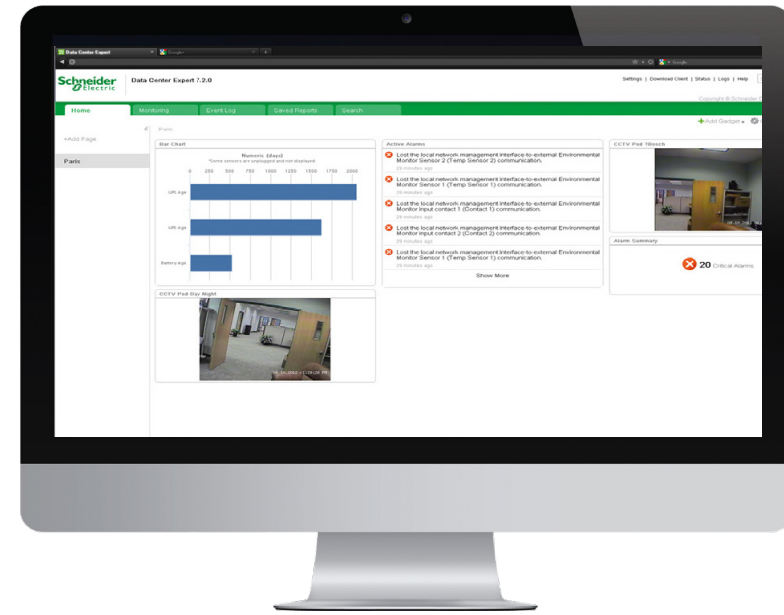 Data Center Expert
Google
Google
Schneider Electric
Data Center Expert 7.2.0
Settings | Download Client | Status | Logs | Help
Copyright © Schneider
Home
Monitoring
Event Log
Saved Reports
Search
+Add Gadget
+Add Page
Paris
Paris
Bar Chart
Numeric (days)
*Some sensors are unplugged and not displayed
0 250 500 750 1000 1250 1500 1750 2000
URL Age
URL Age
Battery Age
Active Alarms
Lost the local network management interface-to-external Environmental
Monitor Sensor 2 (Temp Sensor 2) communication.
29 minutes ago
Lost the local network management interface-to-external Environmental
Monitor Sensor 1 (Temp Sensor 1) communication.
29 minutes ago
Lost the local network management interface-to-external Environmental
Monitor input contact 1 (Contact 1) communication.
29 minutes ago
Lost the local network management interface-to-external Environmental
Monitor input contact 2 (Contact 2) communication.
29 minutes ago
Lost the local network management interface-to-external Environmental
Monitor Sensor 1 (Temp Sensor 1) communication.
29 minutes ago
Show More
CCTV Pod
Alarm Summary
20 Critical Alarms
CCTV Pod Day Night